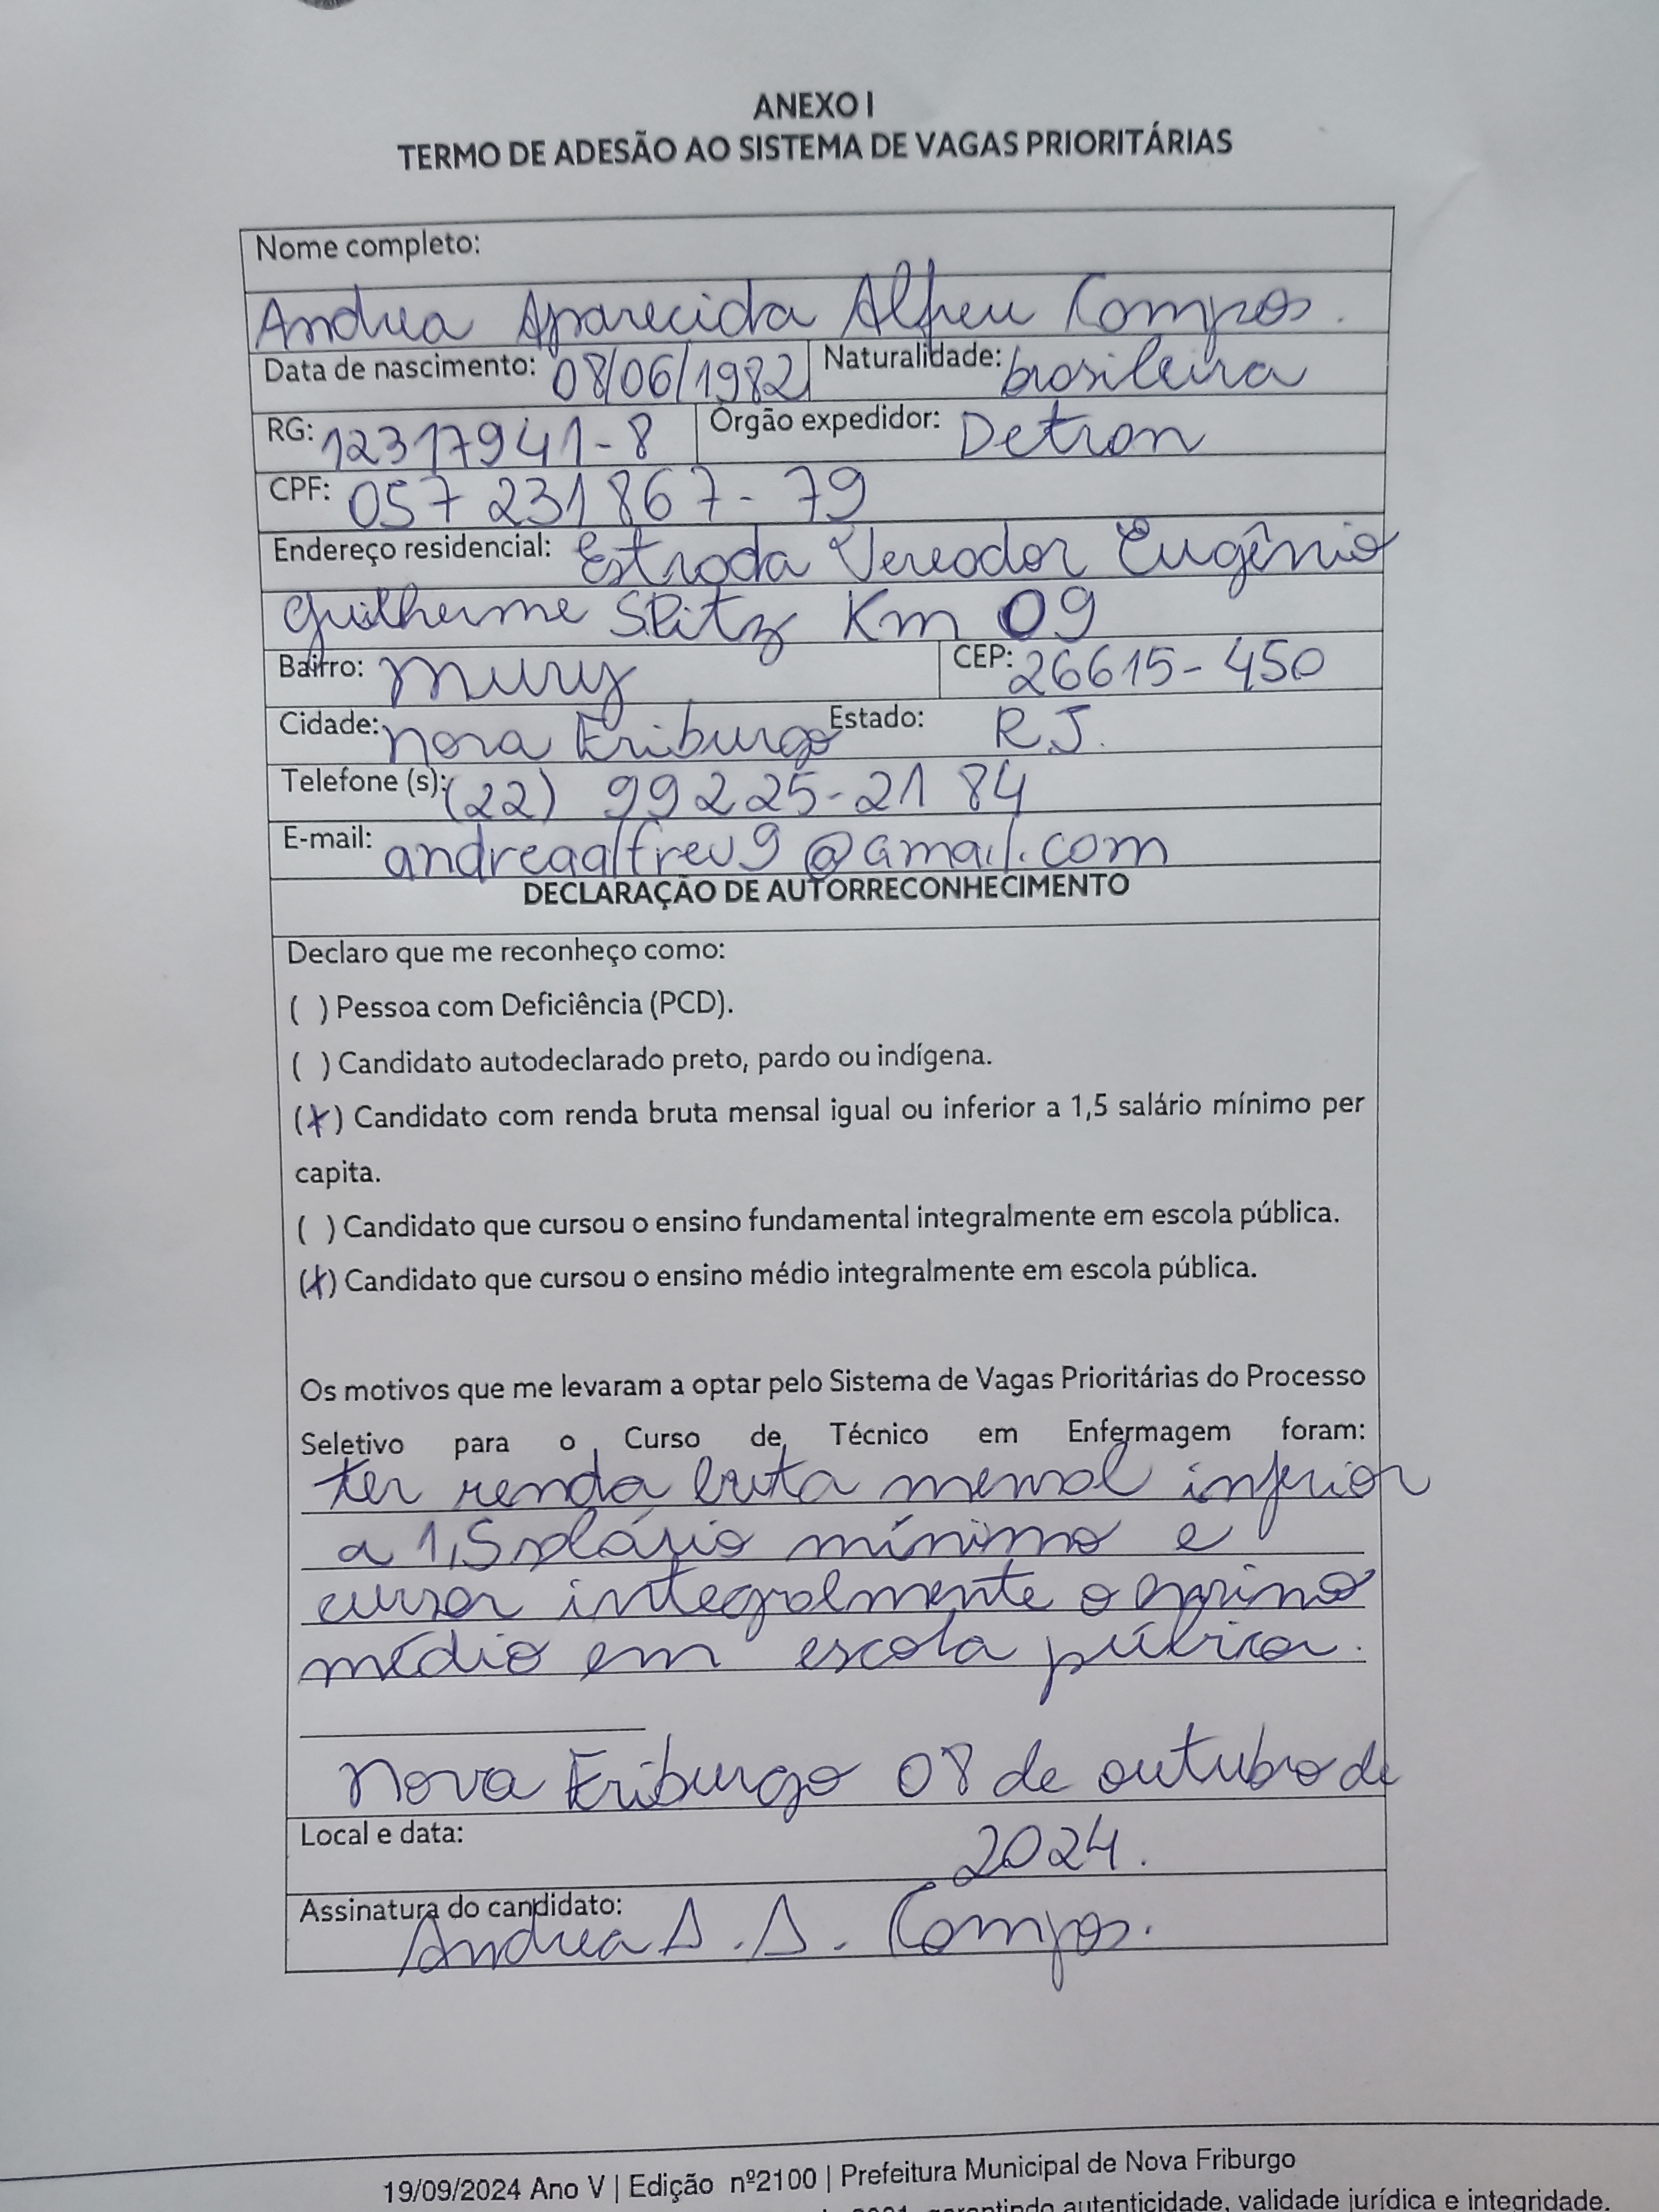 ANEXO I
TERMO DE ADESÃO AO SISTEMA DE VAGAS PRIORITÁRIAS
Nome completo:
Andrea Aparecida Alfreu Campos.
Data de nascimento: 08/06/1982 Naturalidade: brasileira
RG: 12317941-8 Órgão expedidor: Detran
CPF: 057 231 867-79
Endereço residencial: Estrada Vereador Eugênio
Guilherme Spitz Km 09
Bairro: Mury CEP: 26615-450
Cidade: Nova Friburgo Estado: RJ.
Telefone (s): (22) 99225-2184
E-mail: andreaalfreu9@gmail.com
DECLARAÇÃO DE AUTORRECONHECIMENTO
Declaro que me reconheço como:
( ) Pessoa com Deficiência (PCD).
( ) Candidato autodeclarado preto, pardo ou indígena.
(x) Candidato com renda bruta mensal igual ou inferior a 1,5 salário mínimo per
capita.
( ) Candidato que cursou o ensino fundamental integralmente em escola pública.
(x) Candidato que cursou o ensino médio integralmente em escola pública.
Os motivos que me levaram a optar pelo Sistema de Vagas Prioritárias do Processo
Seletivo para o Curso de Técnico em Enfermagem foram:
ter renda bruta mensal inferior
a 1,5 salário mínimo e
cursar integralmente o ensino
médio em escola pública.
Nova Friburgo 08 de outubro de
Local e data: 2024.
Assinatura do candidato: Andrea A. A. Campos.
19/09/2024 Ano V | Edição nº2100 | Prefeitura Municipal de Nova Friburgo
garantindo autenticidade, validade jurídica e integridade.